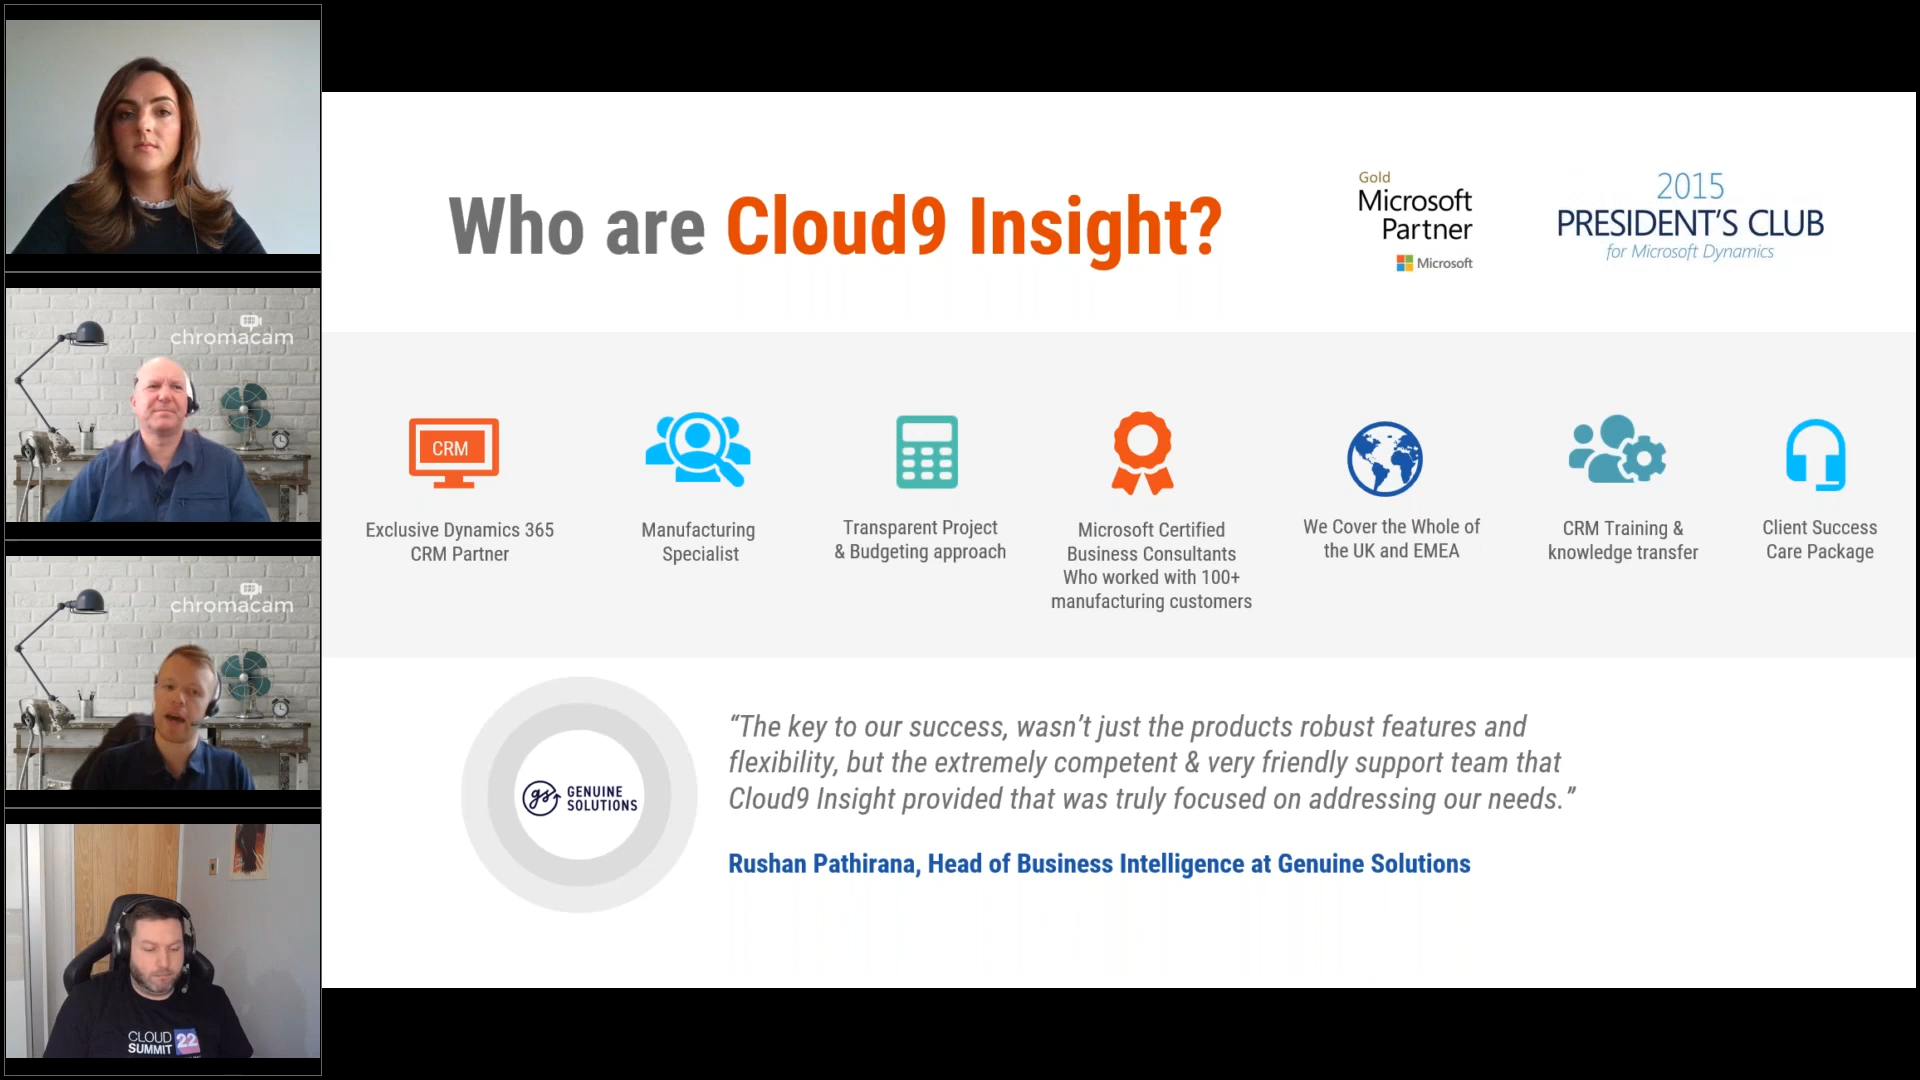 chromacam
chromacam
CLOUD
SUMMIT 22
Who are Cloud9 Insight?
Gold
Microsoft
Partner
Microsoft
2015
PRESIDENT'S CLUB
for Microsoft Dynamics
CRM
Exclusive Dynamics 365
CRM Partner
Manufacturing
Specialist
Transparent Project
& Budgeting approach
Microsoft Certified
Business Consultants
Who worked with 100+
manufacturing customers
We Cover the Whole of
the UK and EMEA
CRM Training &
knowledge transfer
Client Success
Care Package
gs
GENUINE
SOLUTIONS
“The key to our success, wasn’t just the products robust features and
flexibility, but the extremely competent & very friendly support team that
Cloud9 Insight provided that was truly focused on addressing our needs.”
Rushan Pathirana, Head of Business Intelligence at Genuine Solutions